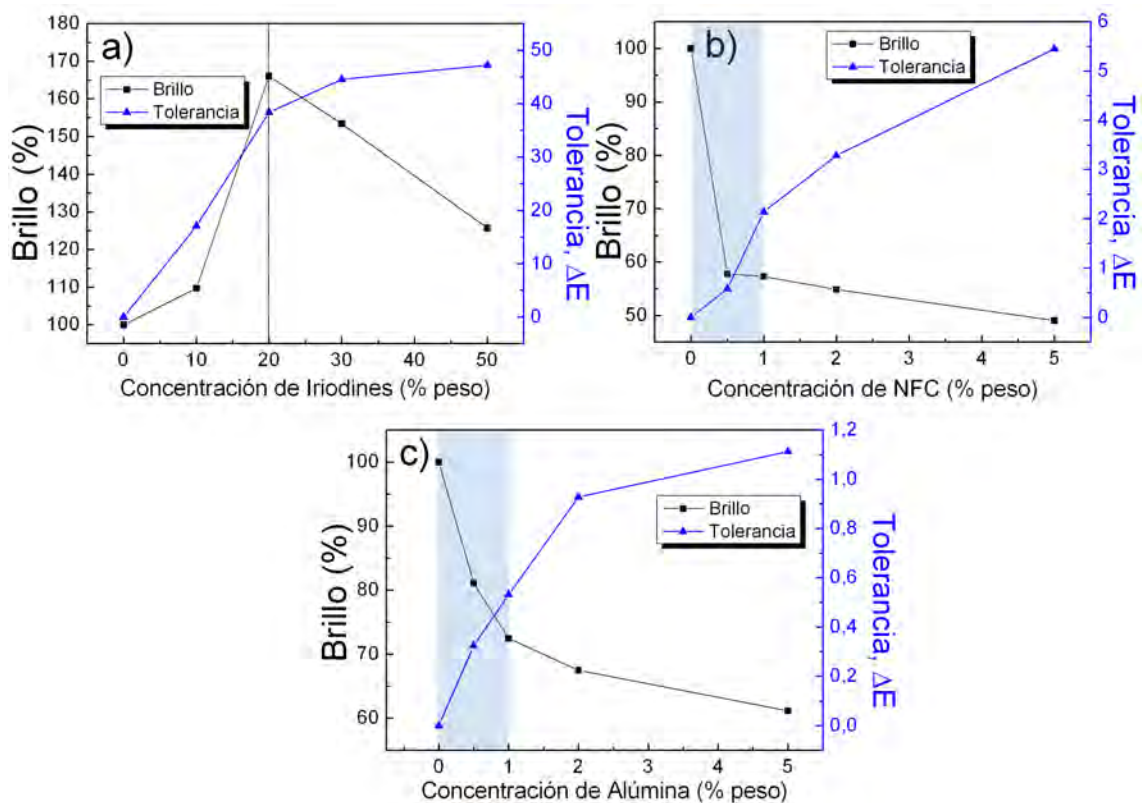 a)
Brillo
Tolerancia
180
170
160
150
140
130
120
110
100
Brillo (%)
50
40
30
20
10
0
Tolerancia, ΔE
0 10 20 30 40 50
Concentración de Iriodines (% peso)
b)
Brillo
Tolerancia
100
90
80
70
60
50
Brillo (%)
6
5
4
3
2
1
0
Tolerancia, ΔE
0 1 2 3 4 5
Concentración de NFC (% peso)
c)
Brillo
Tolerancia
100
90
80
70
60
Brillo (%)
1,2
1,0
0,8
0,6
0,4
0,2
0,0
Tolerancia, ΔE
0 1 2 3 4 5
Concentración de Alúmina (% peso)